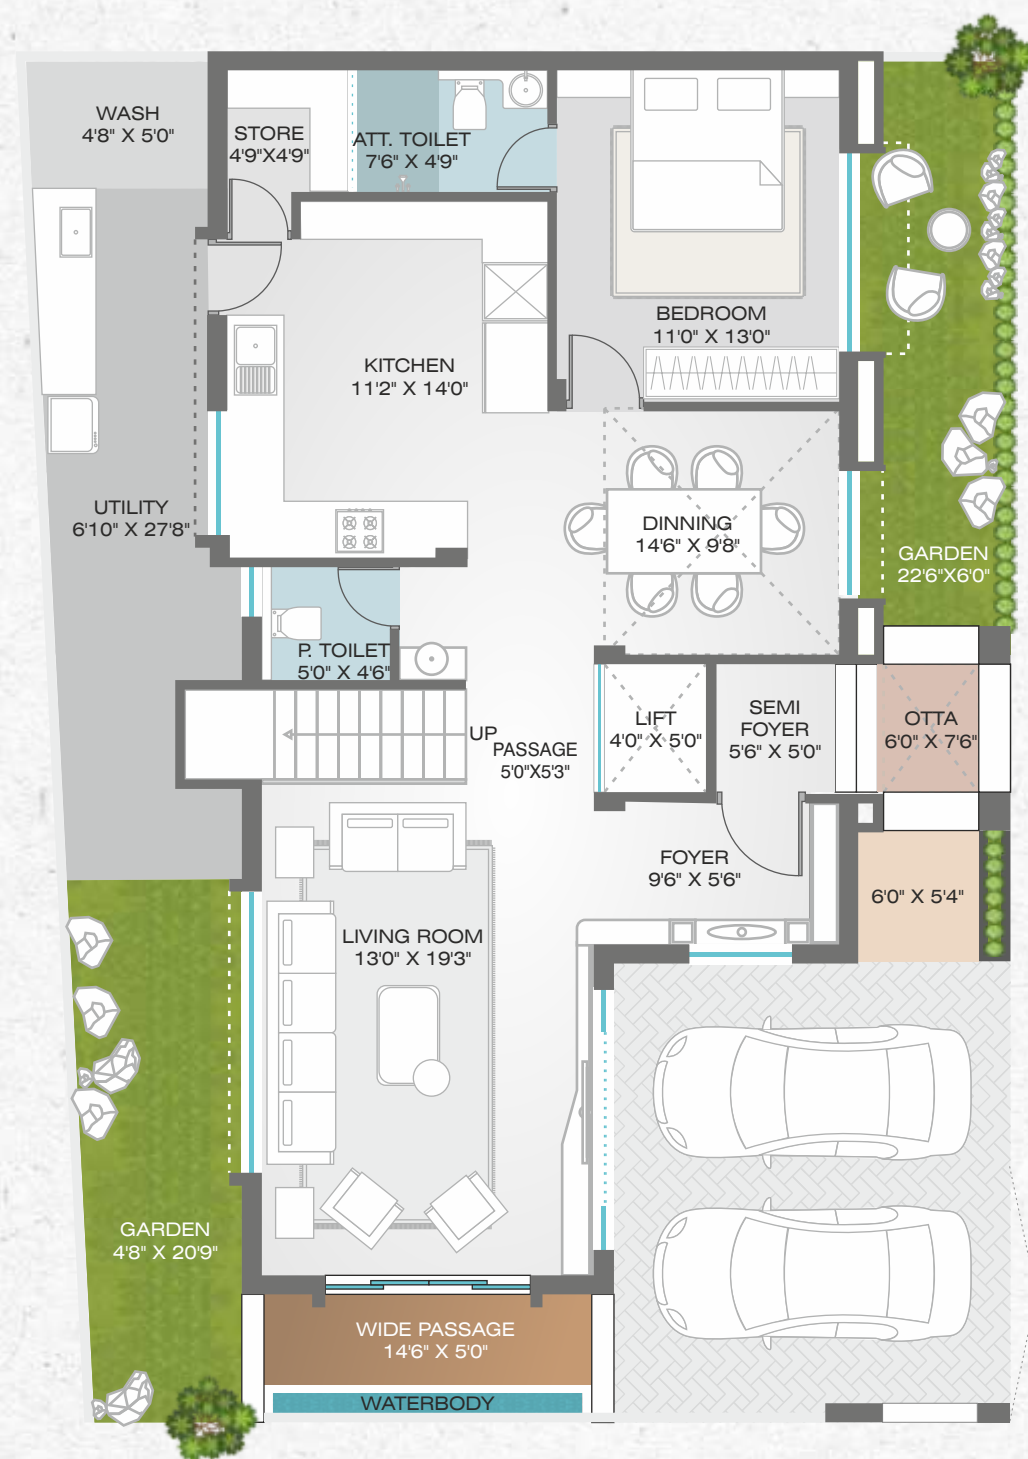 WASH
4'8" X 5'0"
STORE
4'9"X4'9"
ATT. TOILET
7'6" X 4'9"
BEDROOM
11'0" X 13'0"
KITCHEN
11'2" X 14'0"
UTILITY
6'10" X 27'8"
DINNING
14'6" X 9'8"
GARDEN
22'6"X6'0"
P. TOILET
5'0" X 4'6"
UP
PASSAGE
5'0"X5'3"
LIFT
4'0" X 5'0"
SEMI
FOYER
5'6" X 5'0"
OTTA
6'0" X 7'6"
FOYER
9'6" X 5'6"
6'0" X 5'4"
LIVING ROOM
13'0" X 19'3"
GARDEN
4'8" X 20'9"
WIDE PASSAGE
14'6" X 5'0"
WATERBODY